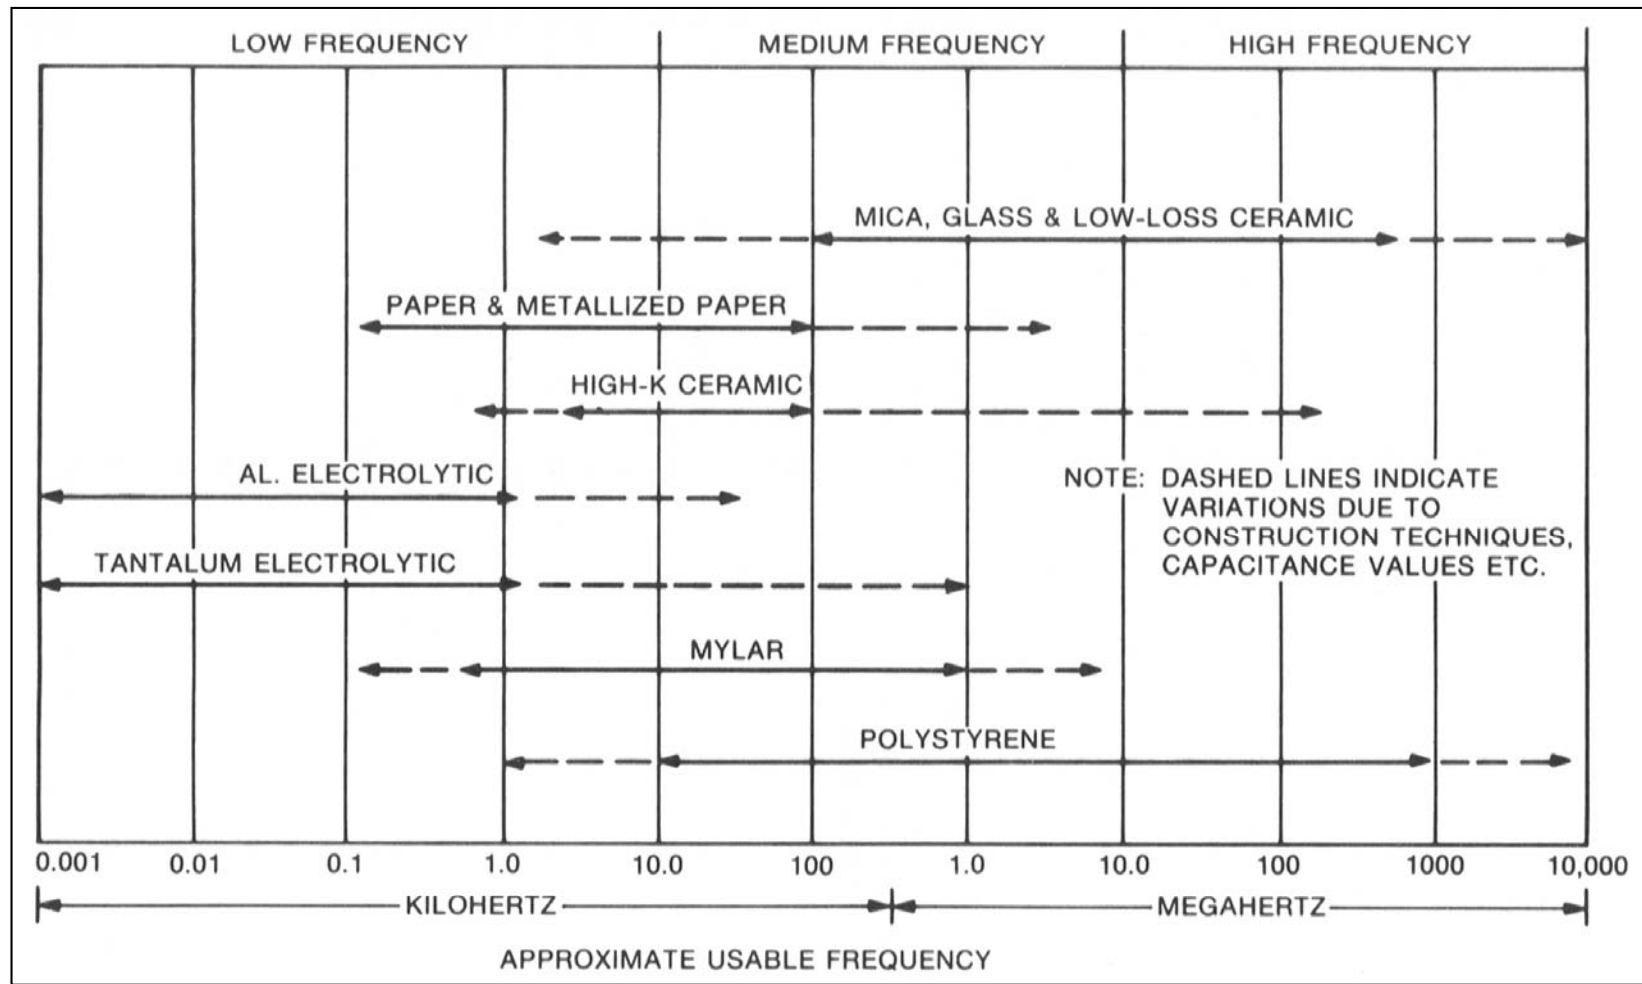 LOW FREQUENCY MEDIUM FREQUENCY HIGH FREQUENCY
MICA, GLASS & LOW-LOSS CERAMIC
PAPER & METALLIZED PAPER
HIGH-K CERAMIC
AL. ELECTROLYTIC
NOTE: DASHED LINES INDICATE
VARIATIONS DUE TO
CONSTRUCTION TECHNIQUES,
CAPACITANCE VALUES ETC.
TANTALUM ELECTROLYTIC
MYLAR
POLYSTYRENE
0.001 0.01 0.1 1.0 10.0 100 1.0 10.0 100 1000 10,000
KILOHERTZ MEGAHERTZ
APPROXIMATE USABLE FREQUENCY